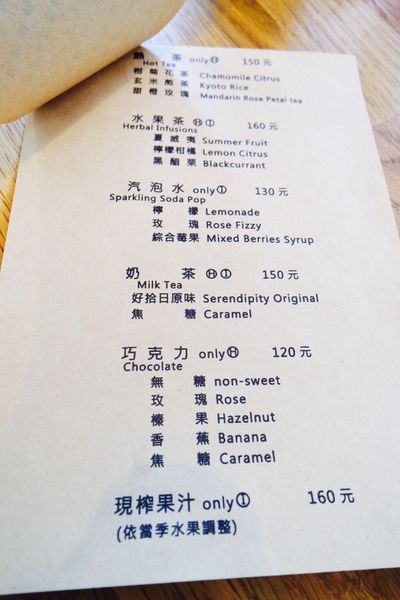 熱 茶 only Ⓗ 150 元
Hot Tea
柑菊花茶 Chamomile Citrus
玄米煎茶 Kyoto Rice
甜橙玫瑰 Mandarin Rose Petal tea
水果茶 ⒽⒾ 160 元
Herbal Infusions
夏威夷 Summer Fruit
檸檬柑橘 Lemon Citrus
黑醋栗 Blackcurrant
汽泡水 only Ⓘ 130 元
Sparkling Soda Pop
檸 檬 Lemonade
玫 瑰 Rose Fizzy
綜合莓果 Mixed Berries Syrup
奶 茶 ⒽⒾ 150 元
Milk Tea
好拾日原味 Serendipity Original
焦 糖 Caramel
巧克力 only Ⓗ 120 元
Chocolate
無 糖 non-sweet
玫 瑰 Rose
榛 果 Hazelnut
香 蕉 Banana
焦 糖 Caramel
現榨果汁 only Ⓘ 160 元
(依當季水果調整)